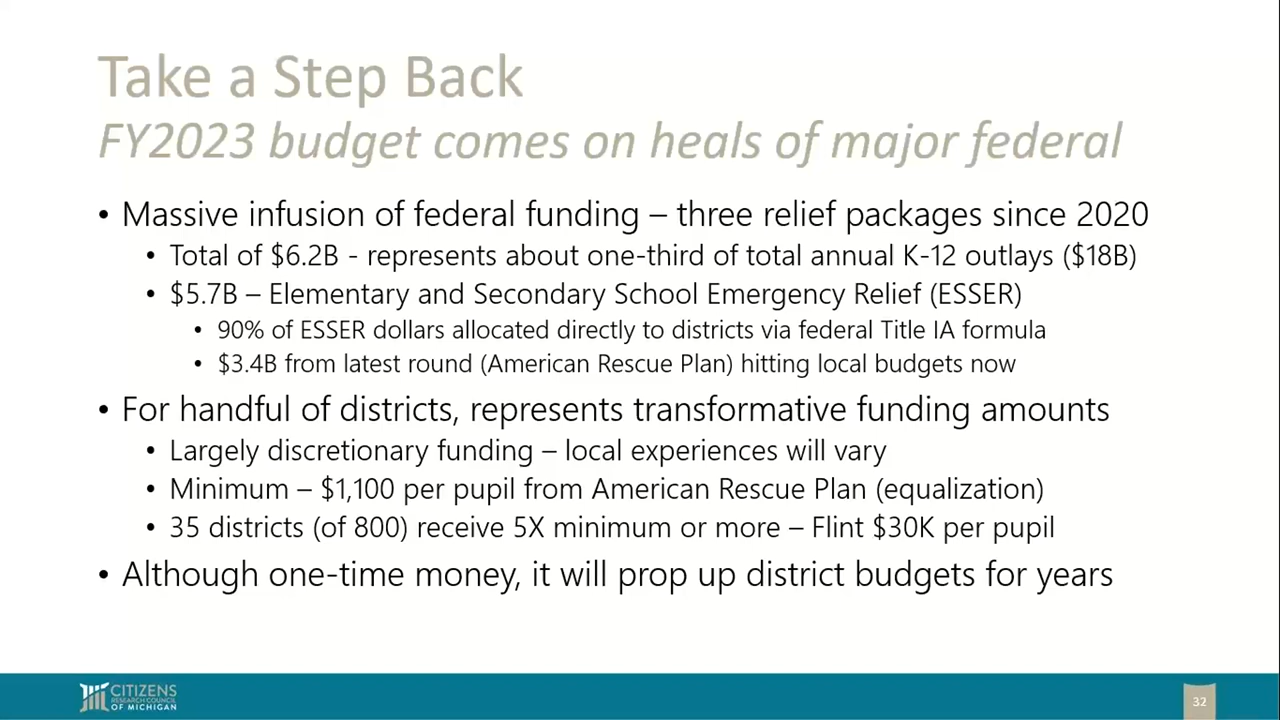 Take a Step Back
FY2023 budget comes on heals of major federal
• Massive infusion of federal funding – three relief packages since 2020
• Total of $6.2B - represents about one-third of total annual K-12 outlays ($18B)
• $5.7B – Elementary and Secondary School Emergency Relief (ESSER)
• 90% of ESSER dollars allocated directly to districts via federal Title IA formula
• $3.4B from latest round (American Rescue Plan) hitting local budgets now
• For handful of districts, represents transformative funding amounts
• Largely discretionary funding – local experiences will vary
• Minimum – $1,100 per pupil from American Rescue Plan (equalization)
• 35 districts (of 800) receive 5X minimum or more – Flint $30K per pupil
• Although one-time money, it will prop up district budgets for years
CITIZENS
RESEARCH COUNCIL
OF MICHIGAN
32